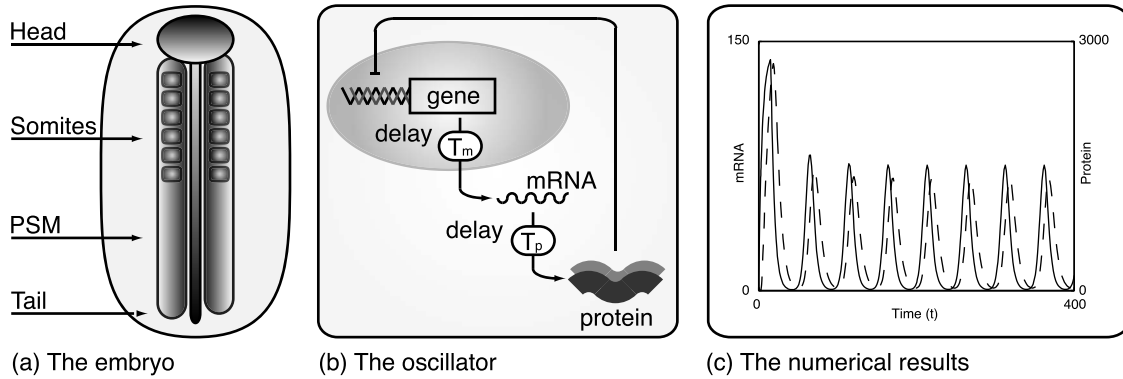 Head
Somites
PSM
Tail
(a) The embryo
gene
delay
Tm
mRNA
delay
Tp
protein
(b) The oscillator
150
3000
mRNA
Protein
0
0
0
400
Time (t)
(c) The numerical results